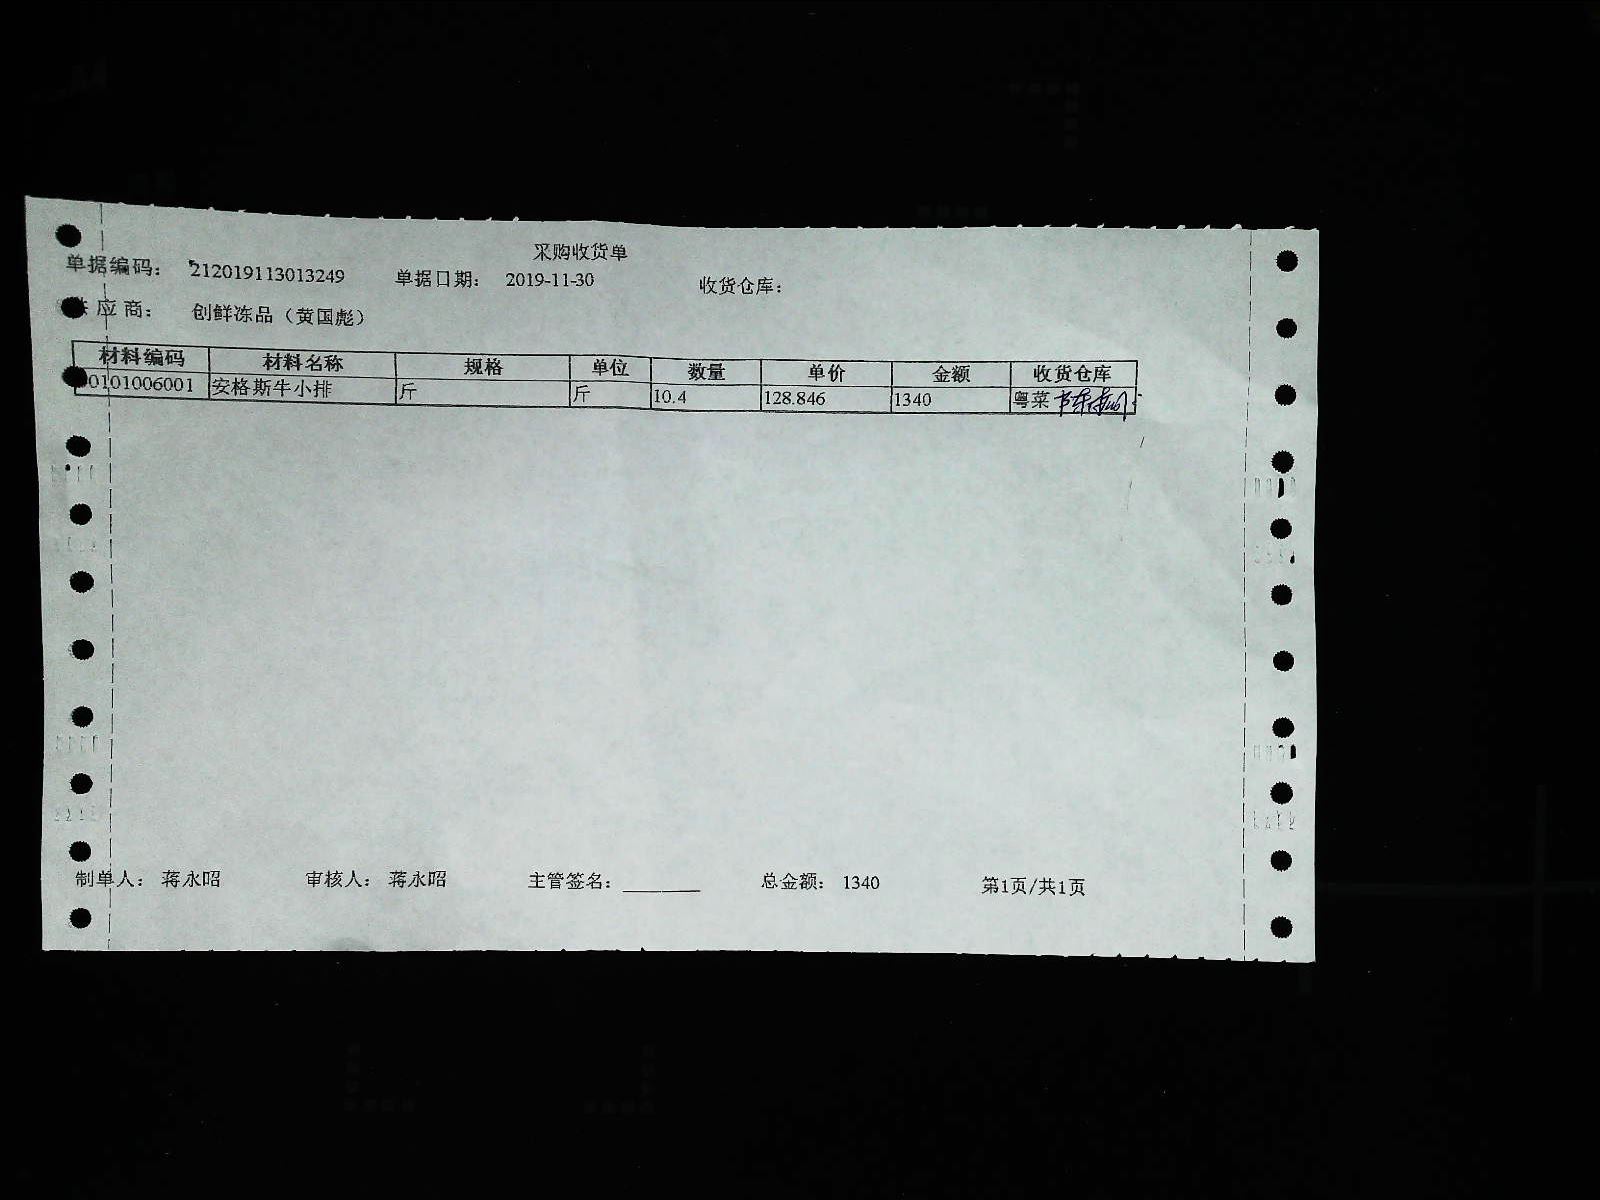 采购收货单
单据编码： 212019113013249 单据日期： 2019-11-30 收货仓库：
应商： 创鲜冻品（黄国彪）
材料编码 材料名称 规格 单位 数量 单价 金额 收货仓库
0101006001 安格斯牛小排 斤 斤 10.4 128.846 1340 粤菜
制单人： 蒋永昭 审核人： 蒋永昭 主管签名：________ 总金额： 1340 第1页/共1页